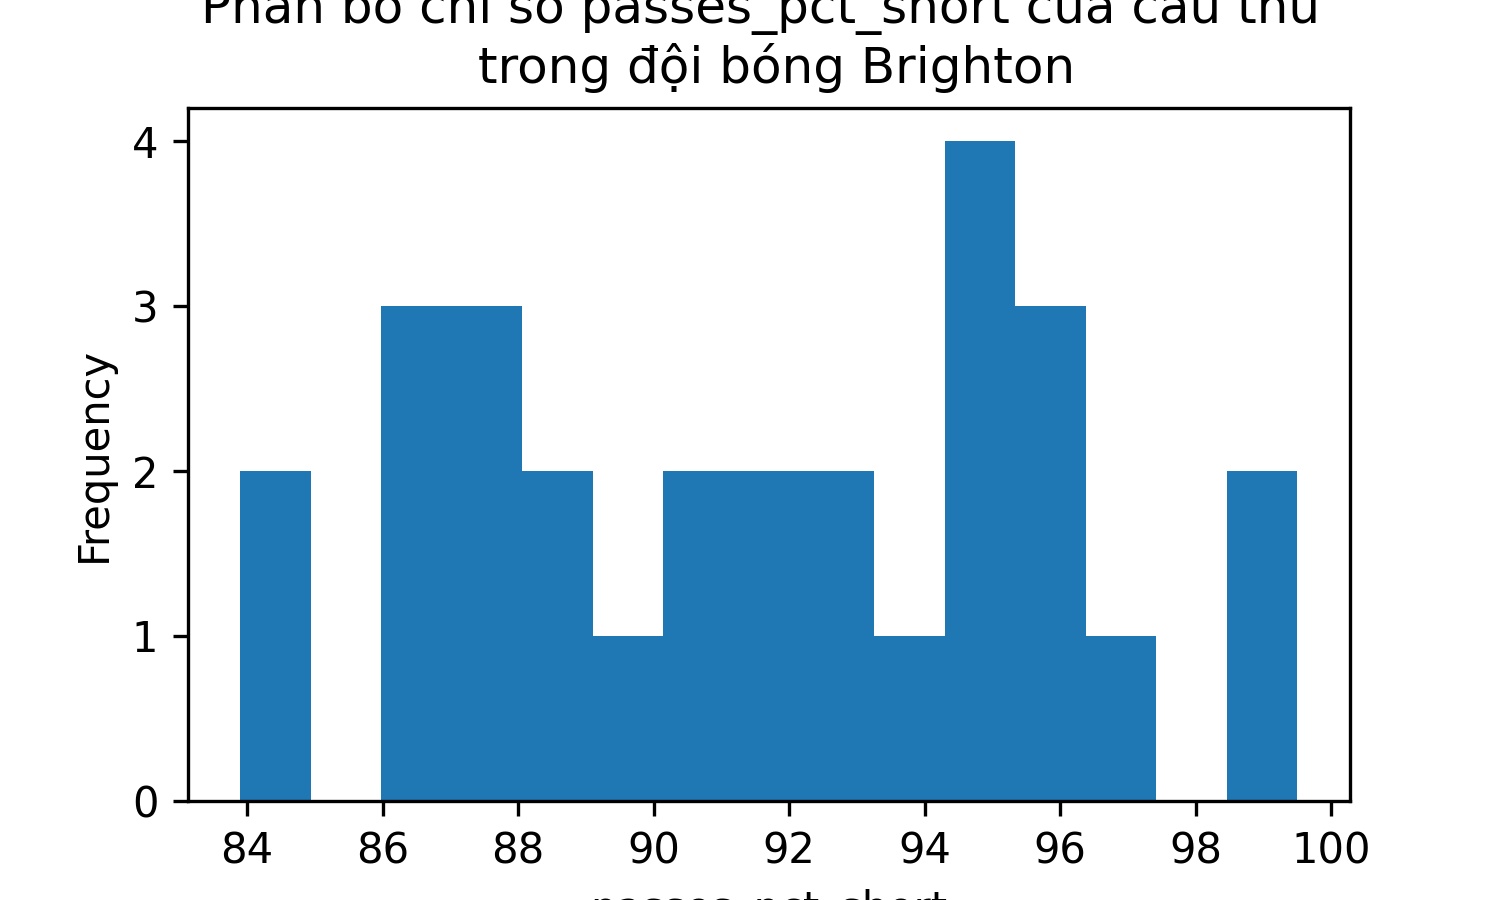 Phân bố chỉ số passes_pct_short của cầu thủ
trong đội bóng Brighton
4
3
2
1
0
Frequency
84 86 88 90 92 94 96 98 100
passes_pct_short